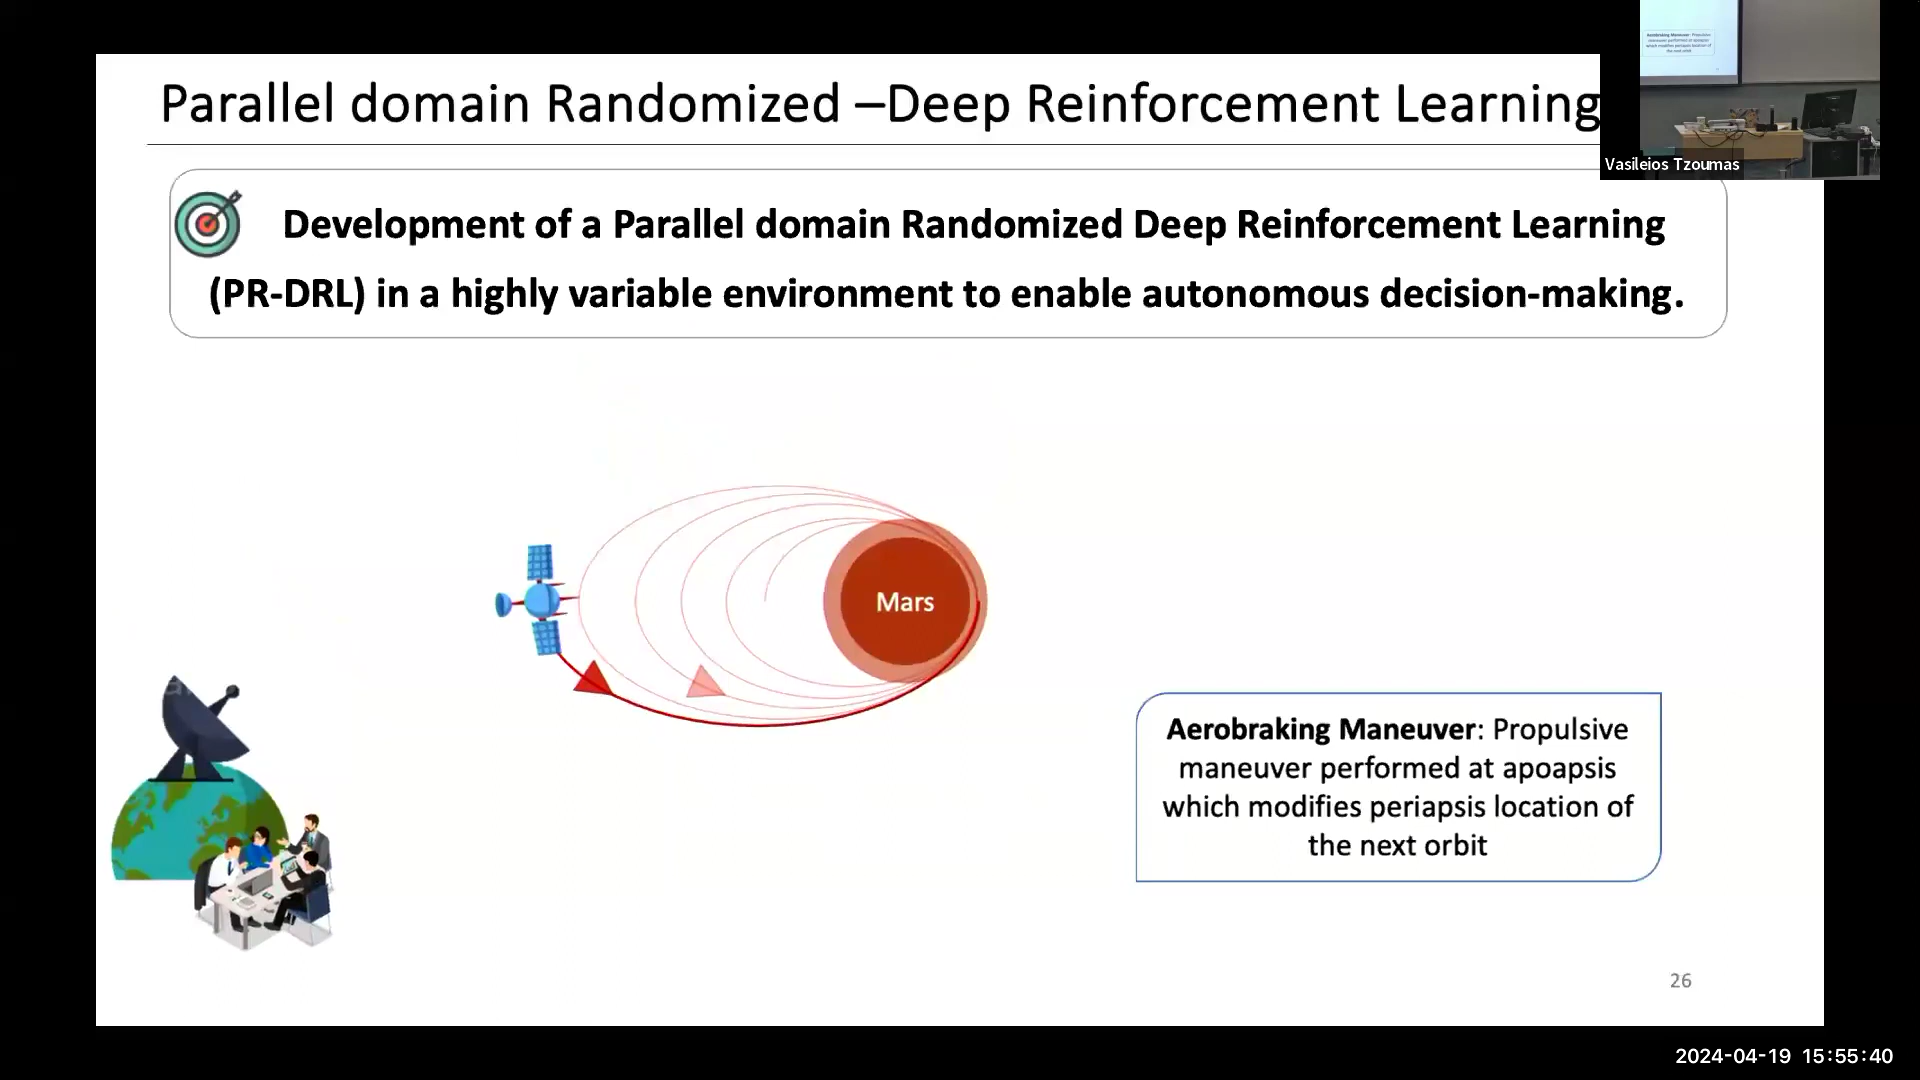 Parallel domain Randomized –Deep Reinforcement Learning
Vasileios Tzoumas
Development of a Parallel domain Randomized Deep Reinforcement Learning
(PR-DRL) in a highly variable environment to enable autonomous decision-making.
Mars
Aerobraking Maneuver: Propulsive
maneuver performed at apoapsis
which modifies periapsis location of
the next orbit
26
2024-04-19 15:55:40